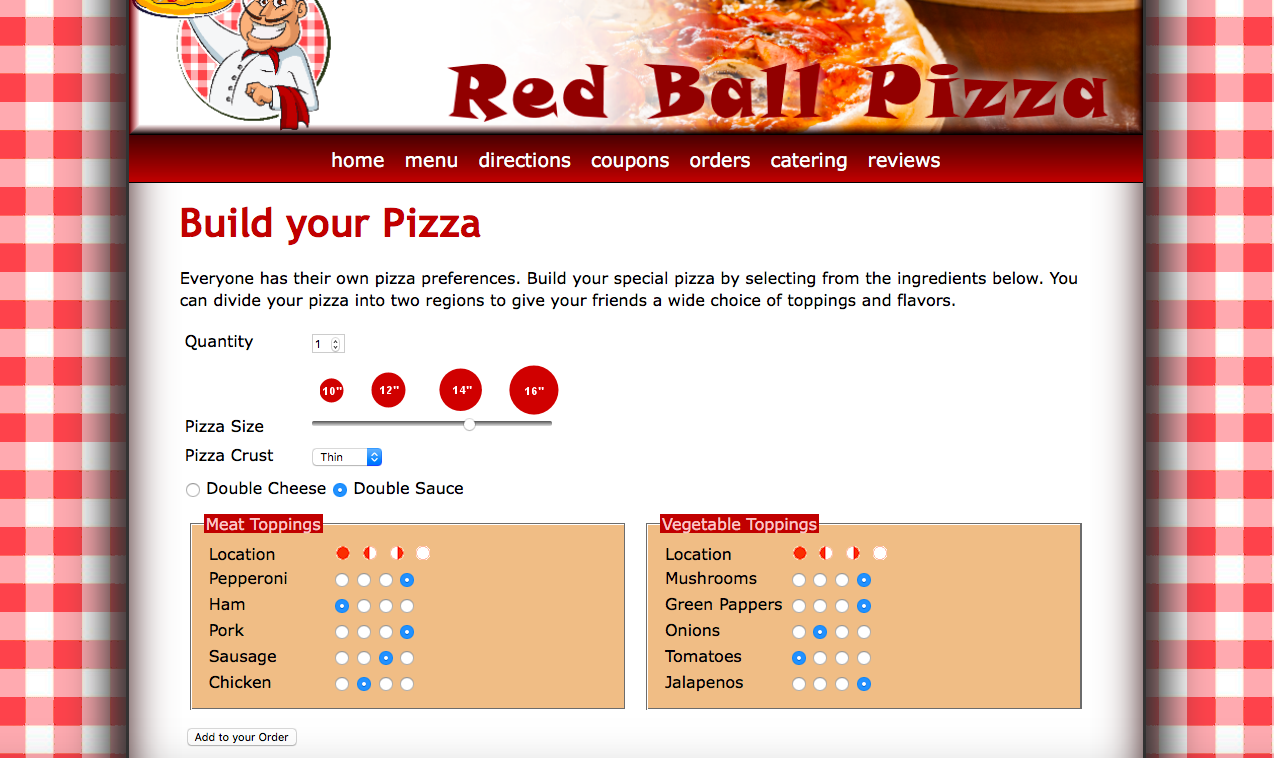 Red Ball Pizza
home menu directions coupons orders catering reviews
Build your Pizza
Everyone has their own pizza preferences. Build your special pizza by selecting from the ingredients below. You
can divide your pizza into two regions to give your friends a wide choice of toppings and flavors.
Quantity 1
10" 12" 14" 16"
Pizza Size
Pizza Crust Thin
Double Cheese Double Sauce
Meat Toppings
Location
Pepperoni
Ham
Pork
Sausage
Chicken
Vegetable Toppings
Location
Mushrooms
Green Pappers
Onions
Tomatoes
Jalapenos
Add to your Order